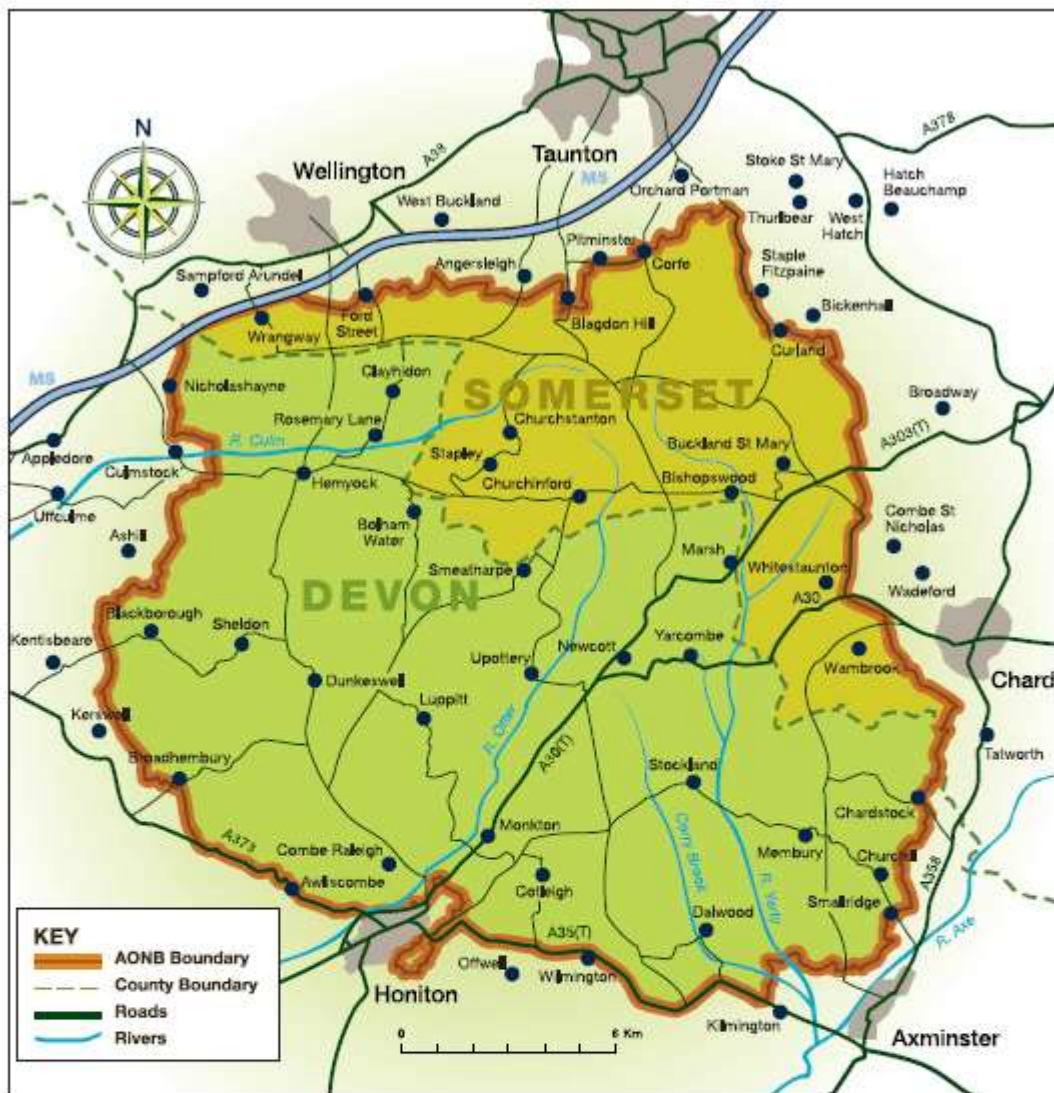 N
Wellington
A38
Taunton
M5
A378
Stoke St Mary
Hatch
Beauchamp
Orchard Portman
West Buckland
Thurlbear
West
Hatch
Pitminster
Corfe
Staple
Fitzpaine
Angersleigh
Sampford Arundel
Bickenhall
Ford
Street
Wrangway
Blagdon Hill
Curland
M5
Nicholashayne
Clayhidon
SOMERSET
Broadway
Rosemary Lane
Churchstanton
A303(T)
R. Culm
Buckland St Mary
Stapley
Appledore
Culmstock
Hemyock
Churchinford
Bishopswood
Uffculme
Bolham
Water
Combe St
Nicholas
Ashill
Marsh
Smeatharpe
Whitestaunton
DEVON
A30
Wadeford
Blackborough
Sheldon
Kentisbeare
Newcott
Yarcombe
Upottery
Wambrook
Dunkeswell
Chard
Luppitt
Kerswell
R. Otter
Tatworth
A30(T)
Broadhembury
Stockland
Chardstock
Monkton
A373
Combe Raleigh
Membury
Churchill
Corry Brook
A358
Awliscombe
Cotleigh
R. Yarty
Smallridge
Dalwood
A35(T)
R. Axe
KEY
AONB Boundary
County Boundary
Roads
Rivers
Offwell
Wilmington
Honiton
Kilmington
Axminster
0
6 Km